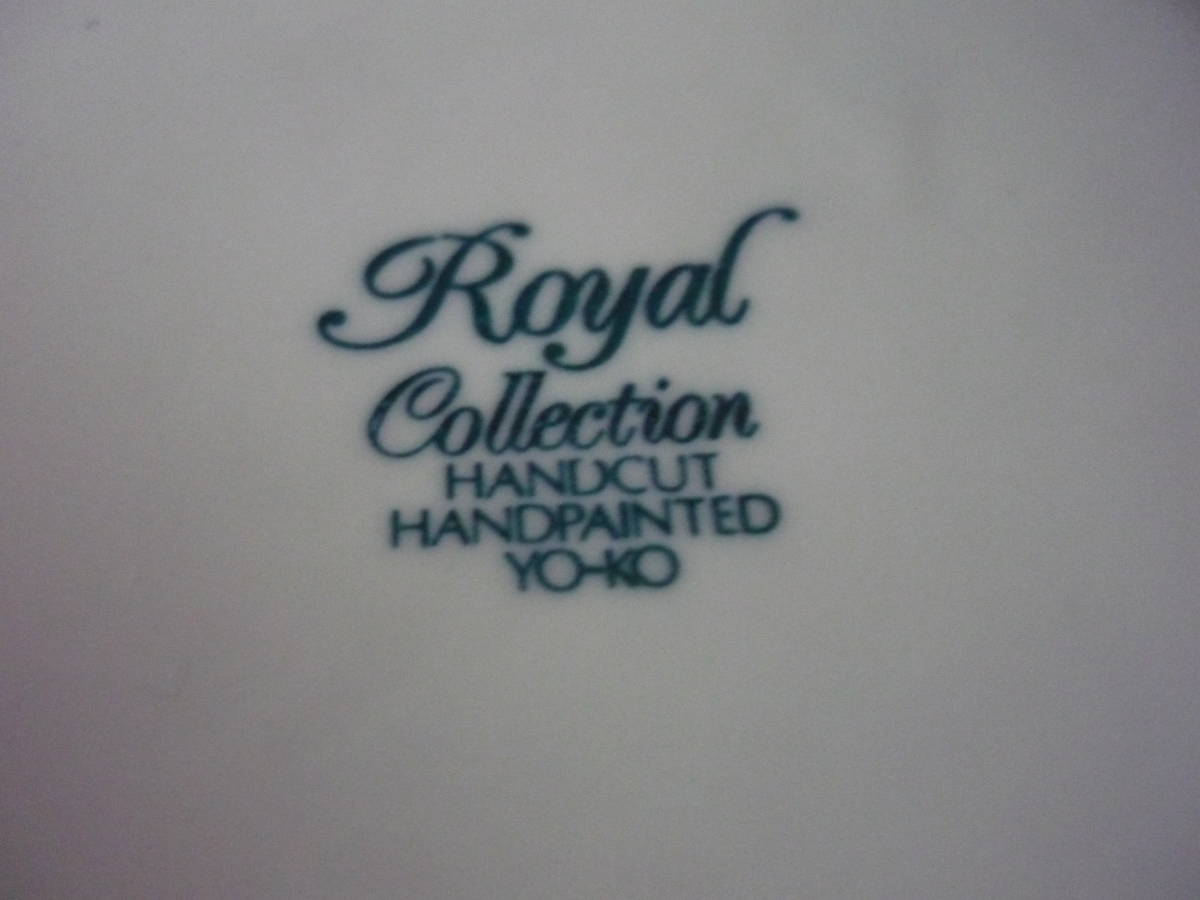 Royal
Collection
HANDCUT
HANDPAINTED
YO-KO